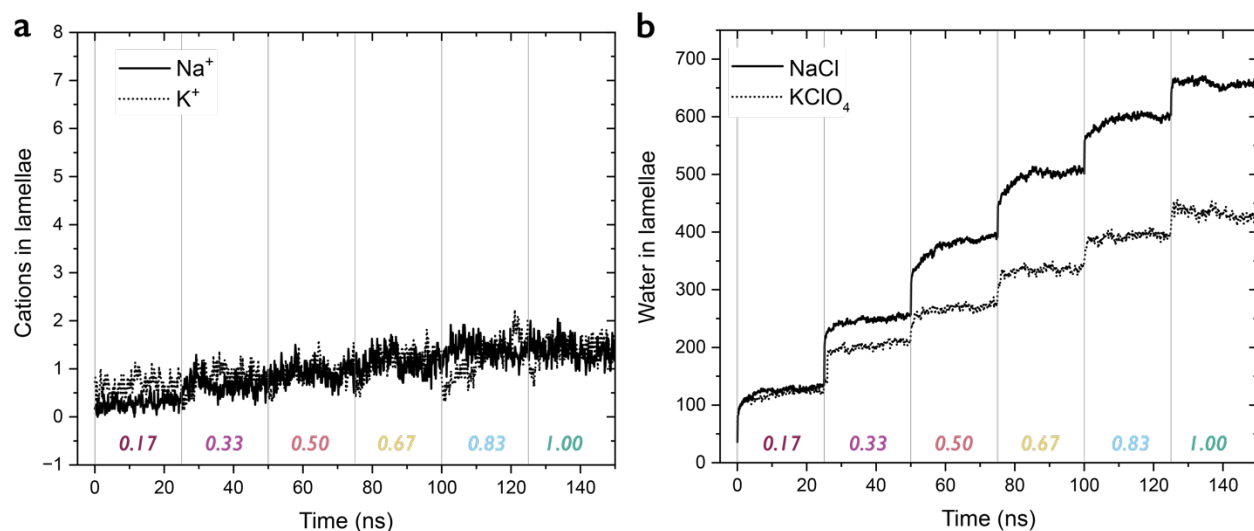 a
Cations in lamellae
8
7
6
5
4
3
2
1
0
−1
Na⁺
K⁺
0.17 0.33 0.50 0.67 0.83 1.00
0 20 40 60 80 100 120 140
Time (ns)
b
Water in lamellae
700
600
500
400
300
200
100
0
NaCl
KClO₄
0.17 0.33 0.50 0.67 0.83 1.00
0 20 40 60 80 100 120 140
Time (ns)